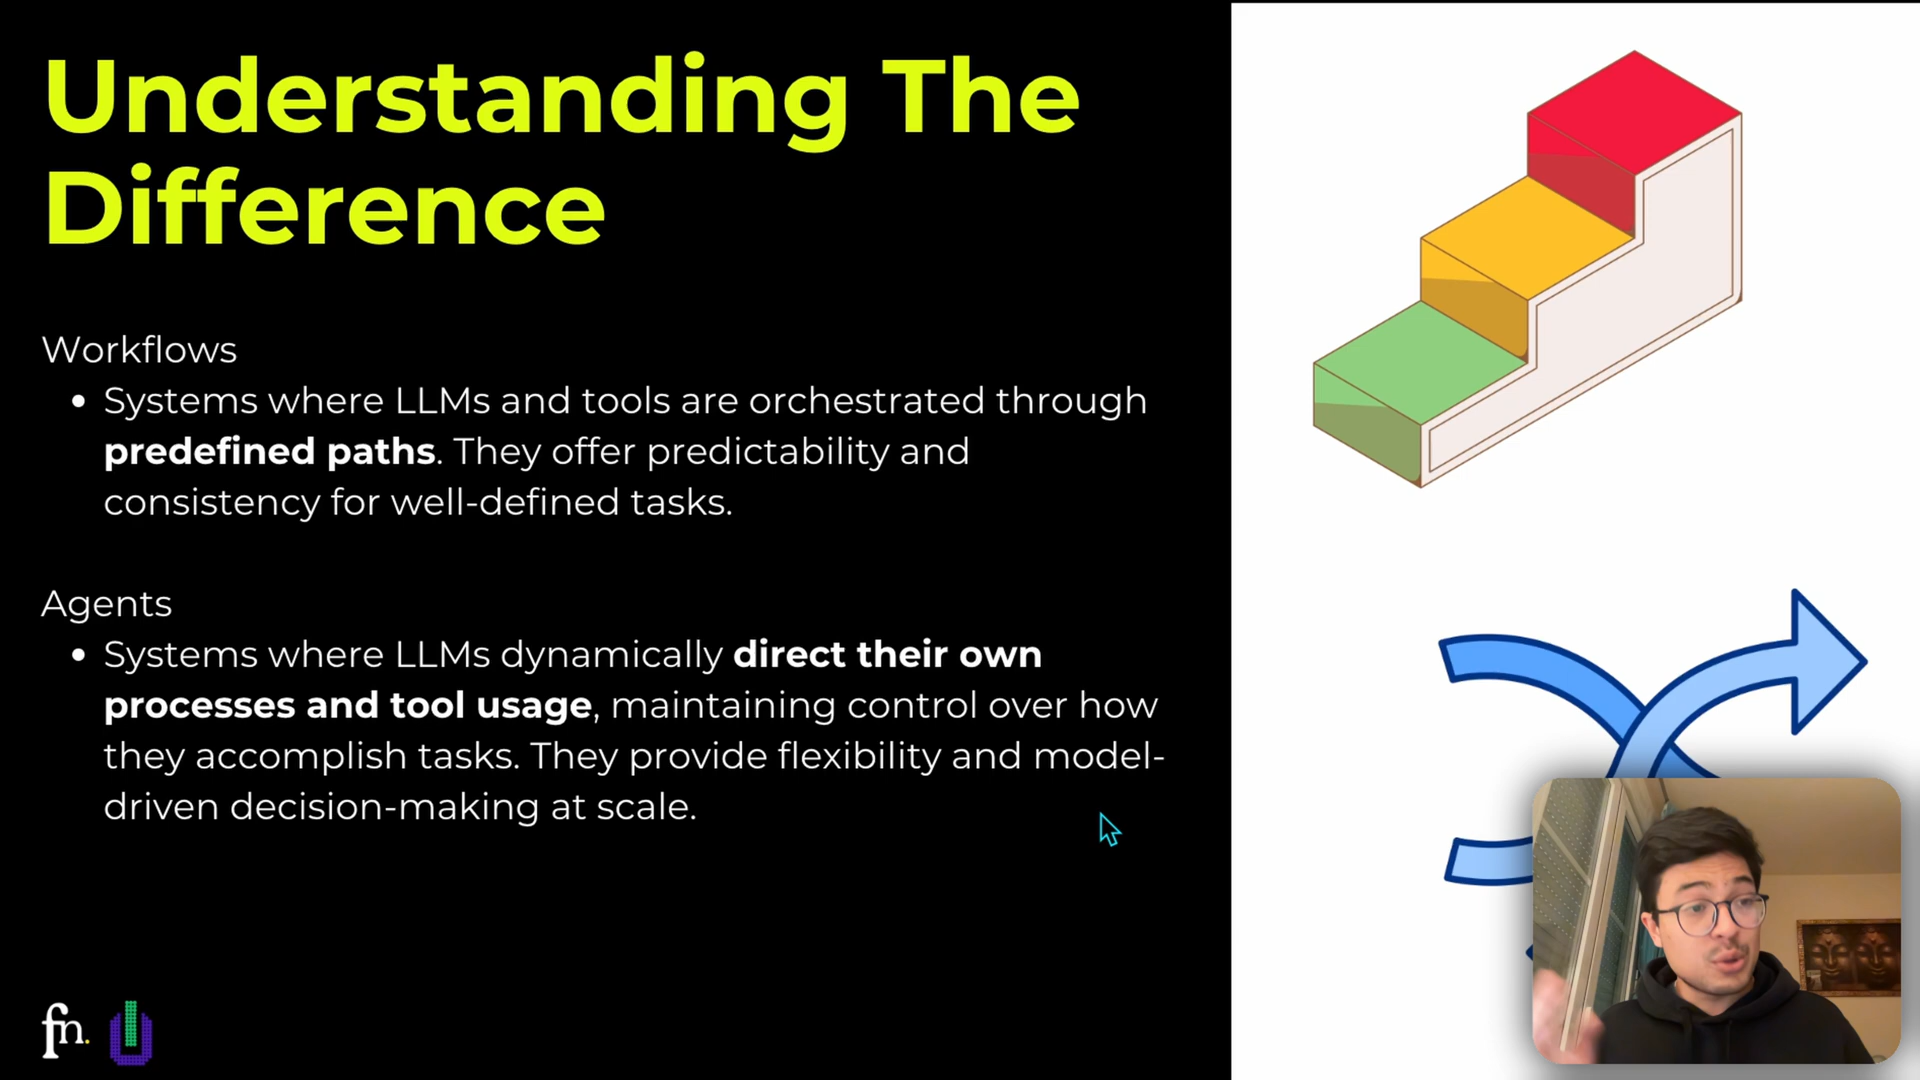 Understanding The
Difference
Workflows
• Systems where LLMs and tools are orchestrated through
predefined paths. They offer predictability and
consistency for well-defined tasks.
Agents
• Systems where LLMs dynamically direct their own
processes and tool usage, maintaining control over how
they accomplish tasks. They provide flexibility and model-
driven decision-making at scale.
fn.